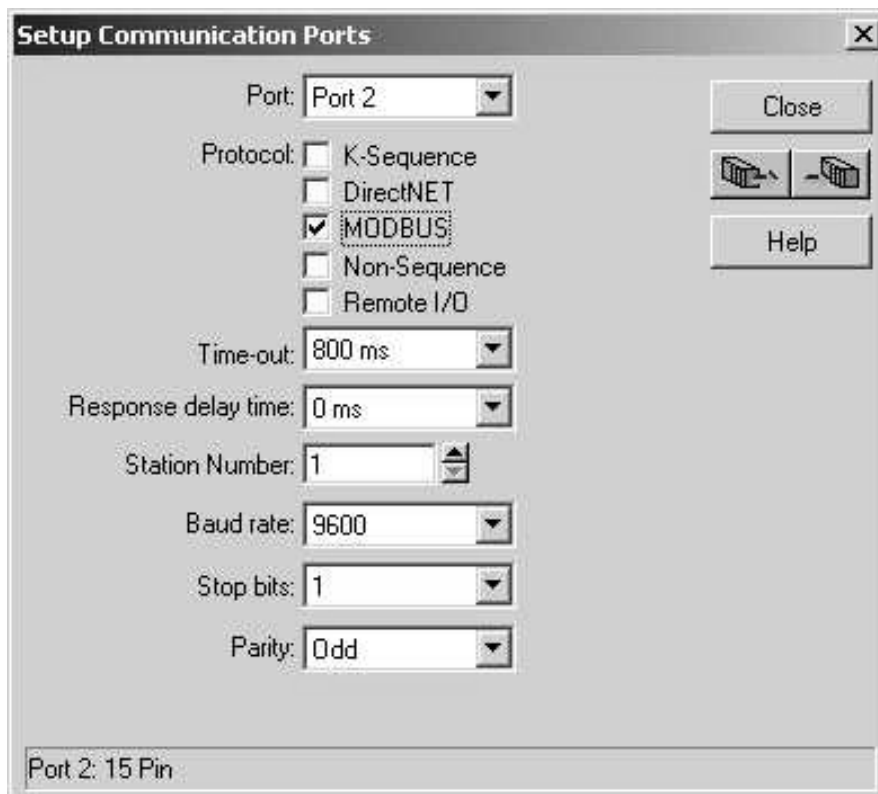 Setup Communication Ports
Port: Port 2
Close
Protocol: K-Sequence
DirectNET
MODBUS
Help
Non-Sequence
Remote I/O
Time-out: 800 ms
Response delay time: 0 ms
Station Number: 1
Baud rate: 9600
Stop bits: 1
Parity: Odd
Port 2: 15 Pin